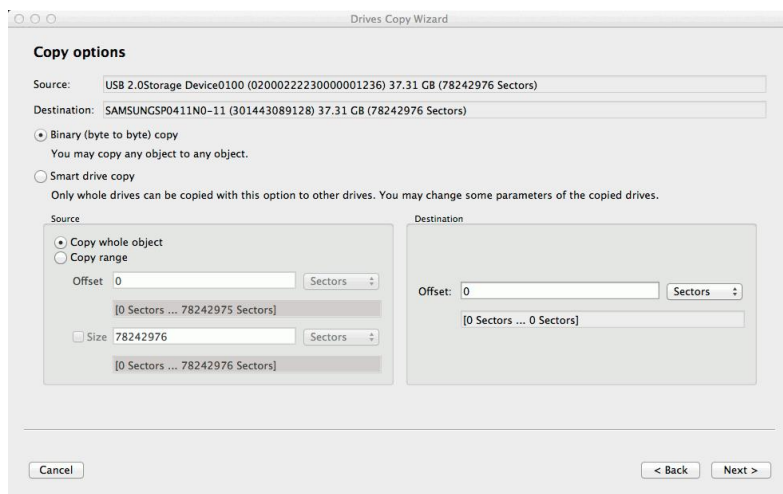 Drives Copy Wizard
Copy options
Source: USB 2.0Storage Device0100 (02000222230000001236) 37.31 GB (78242976 Sectors)
Destination: SAMSUNGSP0411N0-11 (301443089128) 37.31 GB (78242976 Sectors)
Binary (byte to byte) copy
You may copy any object to any object.
Smart drive copy
Only whole drives can be copied with this option to other drives. You may change some parameters of the copied drives.
Source
Copy whole object
Copy range
Offset 0 Sectors
[0 Sectors ... 78242975 Sectors]
Size 78242976 Sectors
[0 Sectors ... 78242976 Sectors]
Destination
Offset: 0 Sectors
[0 Sectors ... 0 Sectors]
Cancel
< Back
Next >